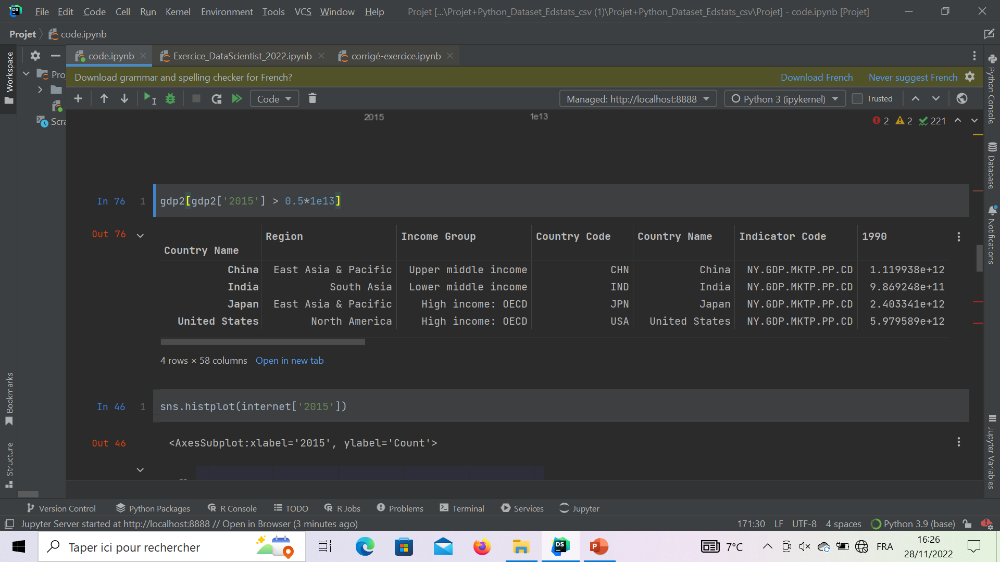 File Edit Code Cell Run Kernel Environment Tools VCS Window Help Projet [...\Projet+Python_Dataset_Edstats_csv (1)\Projet+Python_Dataset_Edstats_csv\Projet] - code.ipynb [Projet]
Projet code.ipynb
code.ipynb Exercice_DataScientist_2022.ipynb corrigé-exercice.ipynb
Workspace
Proj
Scra
Download grammar and spelling checker for French? Download French Never suggest French
Code Managed: http://localhost:8888 Python 3 (ipykernel) Trusted
2015 1e13
2 2 221
In 76 1 gdp2[gdp2['2015'] > 0.5*1e13]
Out 76
Region Income Group Country Code Country Name Indicator Code 1990
Country Name
China East Asia & Pacific Upper middle income CHN China NY.GDP.MKTP.PP.CD 1.119938e+12
India South Asia Lower middle income IND India NY.GDP.MKTP.PP.CD 9.869248e+11
Japan East Asia & Pacific High income: OECD JPN Japan NY.GDP.MKTP.PP.CD 2.403341e+12
United States North America High income: OECD USA United States NY.GDP.MKTP.PP.CD 5.979589e+12
4 rows × 58 columns Open in new tab
In 46 1 sns.histplot(internet['2015'])
Out 46 <AxesSubplot:xlabel='2015', ylabel='Count'>
Bookmarks
Structure
Python Console
Database
Notifications
Jupyter Variables
Version Control Python Packages R Console TODO R Jobs Problems Terminal Services Jupyter
Jupyter Server started at http://localhost:8888 // Open in Browser (3 minutes ago) 171:30 LF UTF-8 4 spaces Python 3.9 (base)
Taper ici pour rechercher 7°C FRA 16:26
28/11/2022